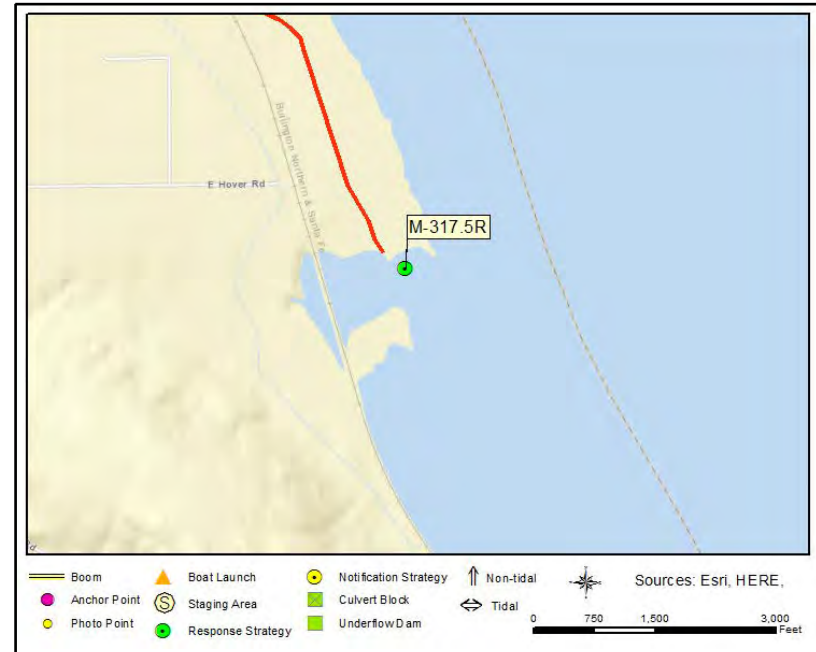 Burlington Northern & Santa Fe
E Hover Rd
M-317.5R
Boom
Anchor Point
Photo Point
Boat Launch
S Staging Area
Response Strategy
Notification Strategy
Culvert Block
Underflow Dam
Non-tidal
Tidal
Sources: Esri, HERE,
0 750 1,500 3,000
Feet